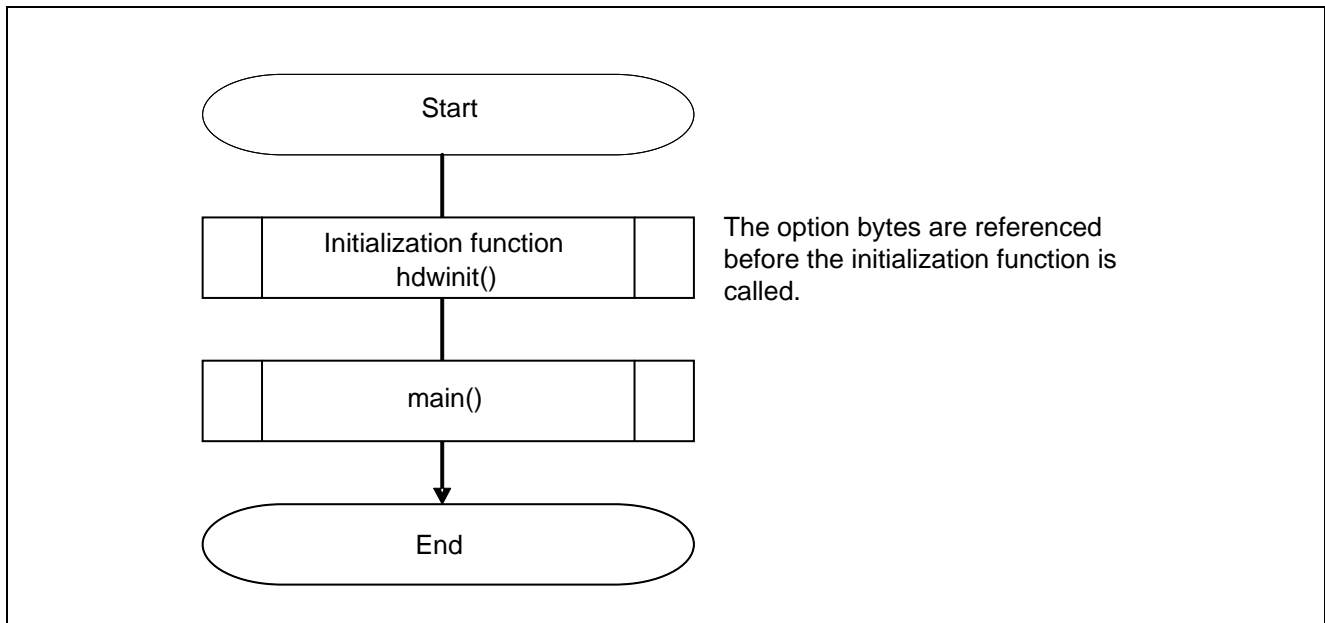 Start
Initialization function
hdwinit()
The option bytes are referenced
before the initialization function is
called.
main()
End